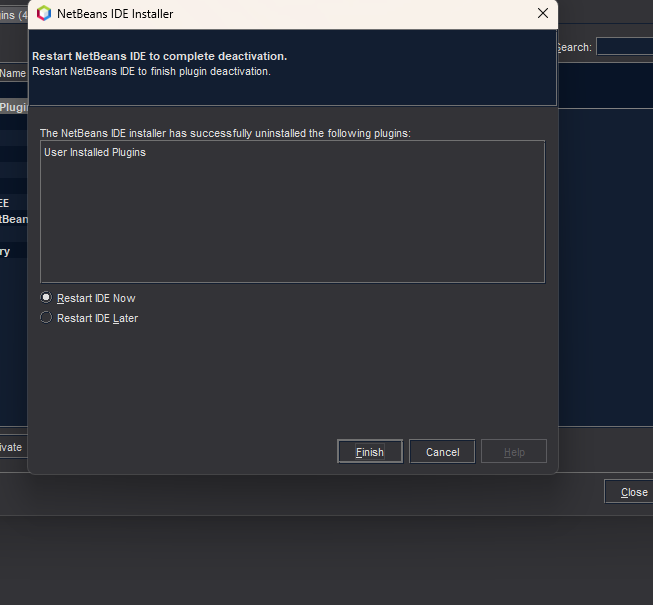 NetBeans IDE Installer
gins (4
Restart NetBeans IDE to complete deactivation.
Search:
Restart NetBeans IDE to finish plugin deactivation.
Name
Plugi
The NetBeans IDE installer has successfully uninstalled the following plugins:
User Installed Plugins
EE
tBean
ry
Restart IDE Now
Restart IDE Later
ivate
Finish
Cancel
Help
Close